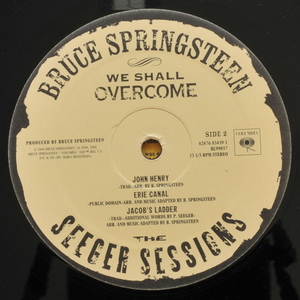 BRUCE SPRINGSTEEN
WE SHALL
OVERCOME
PRODUCED BY BRUCE SPRINGSTEEN
SIDE 2
33 1/3 RPM STEREO
COLUMBIA
JOHN HENRY
-TRAD.- ARR. BY B. SPRINGSTEEN
ERIE CANAL
-PUBLIC DOMAIN- ARR. AND MUSIC ADAPTED BY B. SPRINGSTEEN
JACOB'S LADDER
-TRAD.- ADDITIONAL WORDS BY P. SEEGER-
ARR. AND MUSIC ADAPTED BY B. SPRINGSTEEN
THE
SEEGER SESSIONS